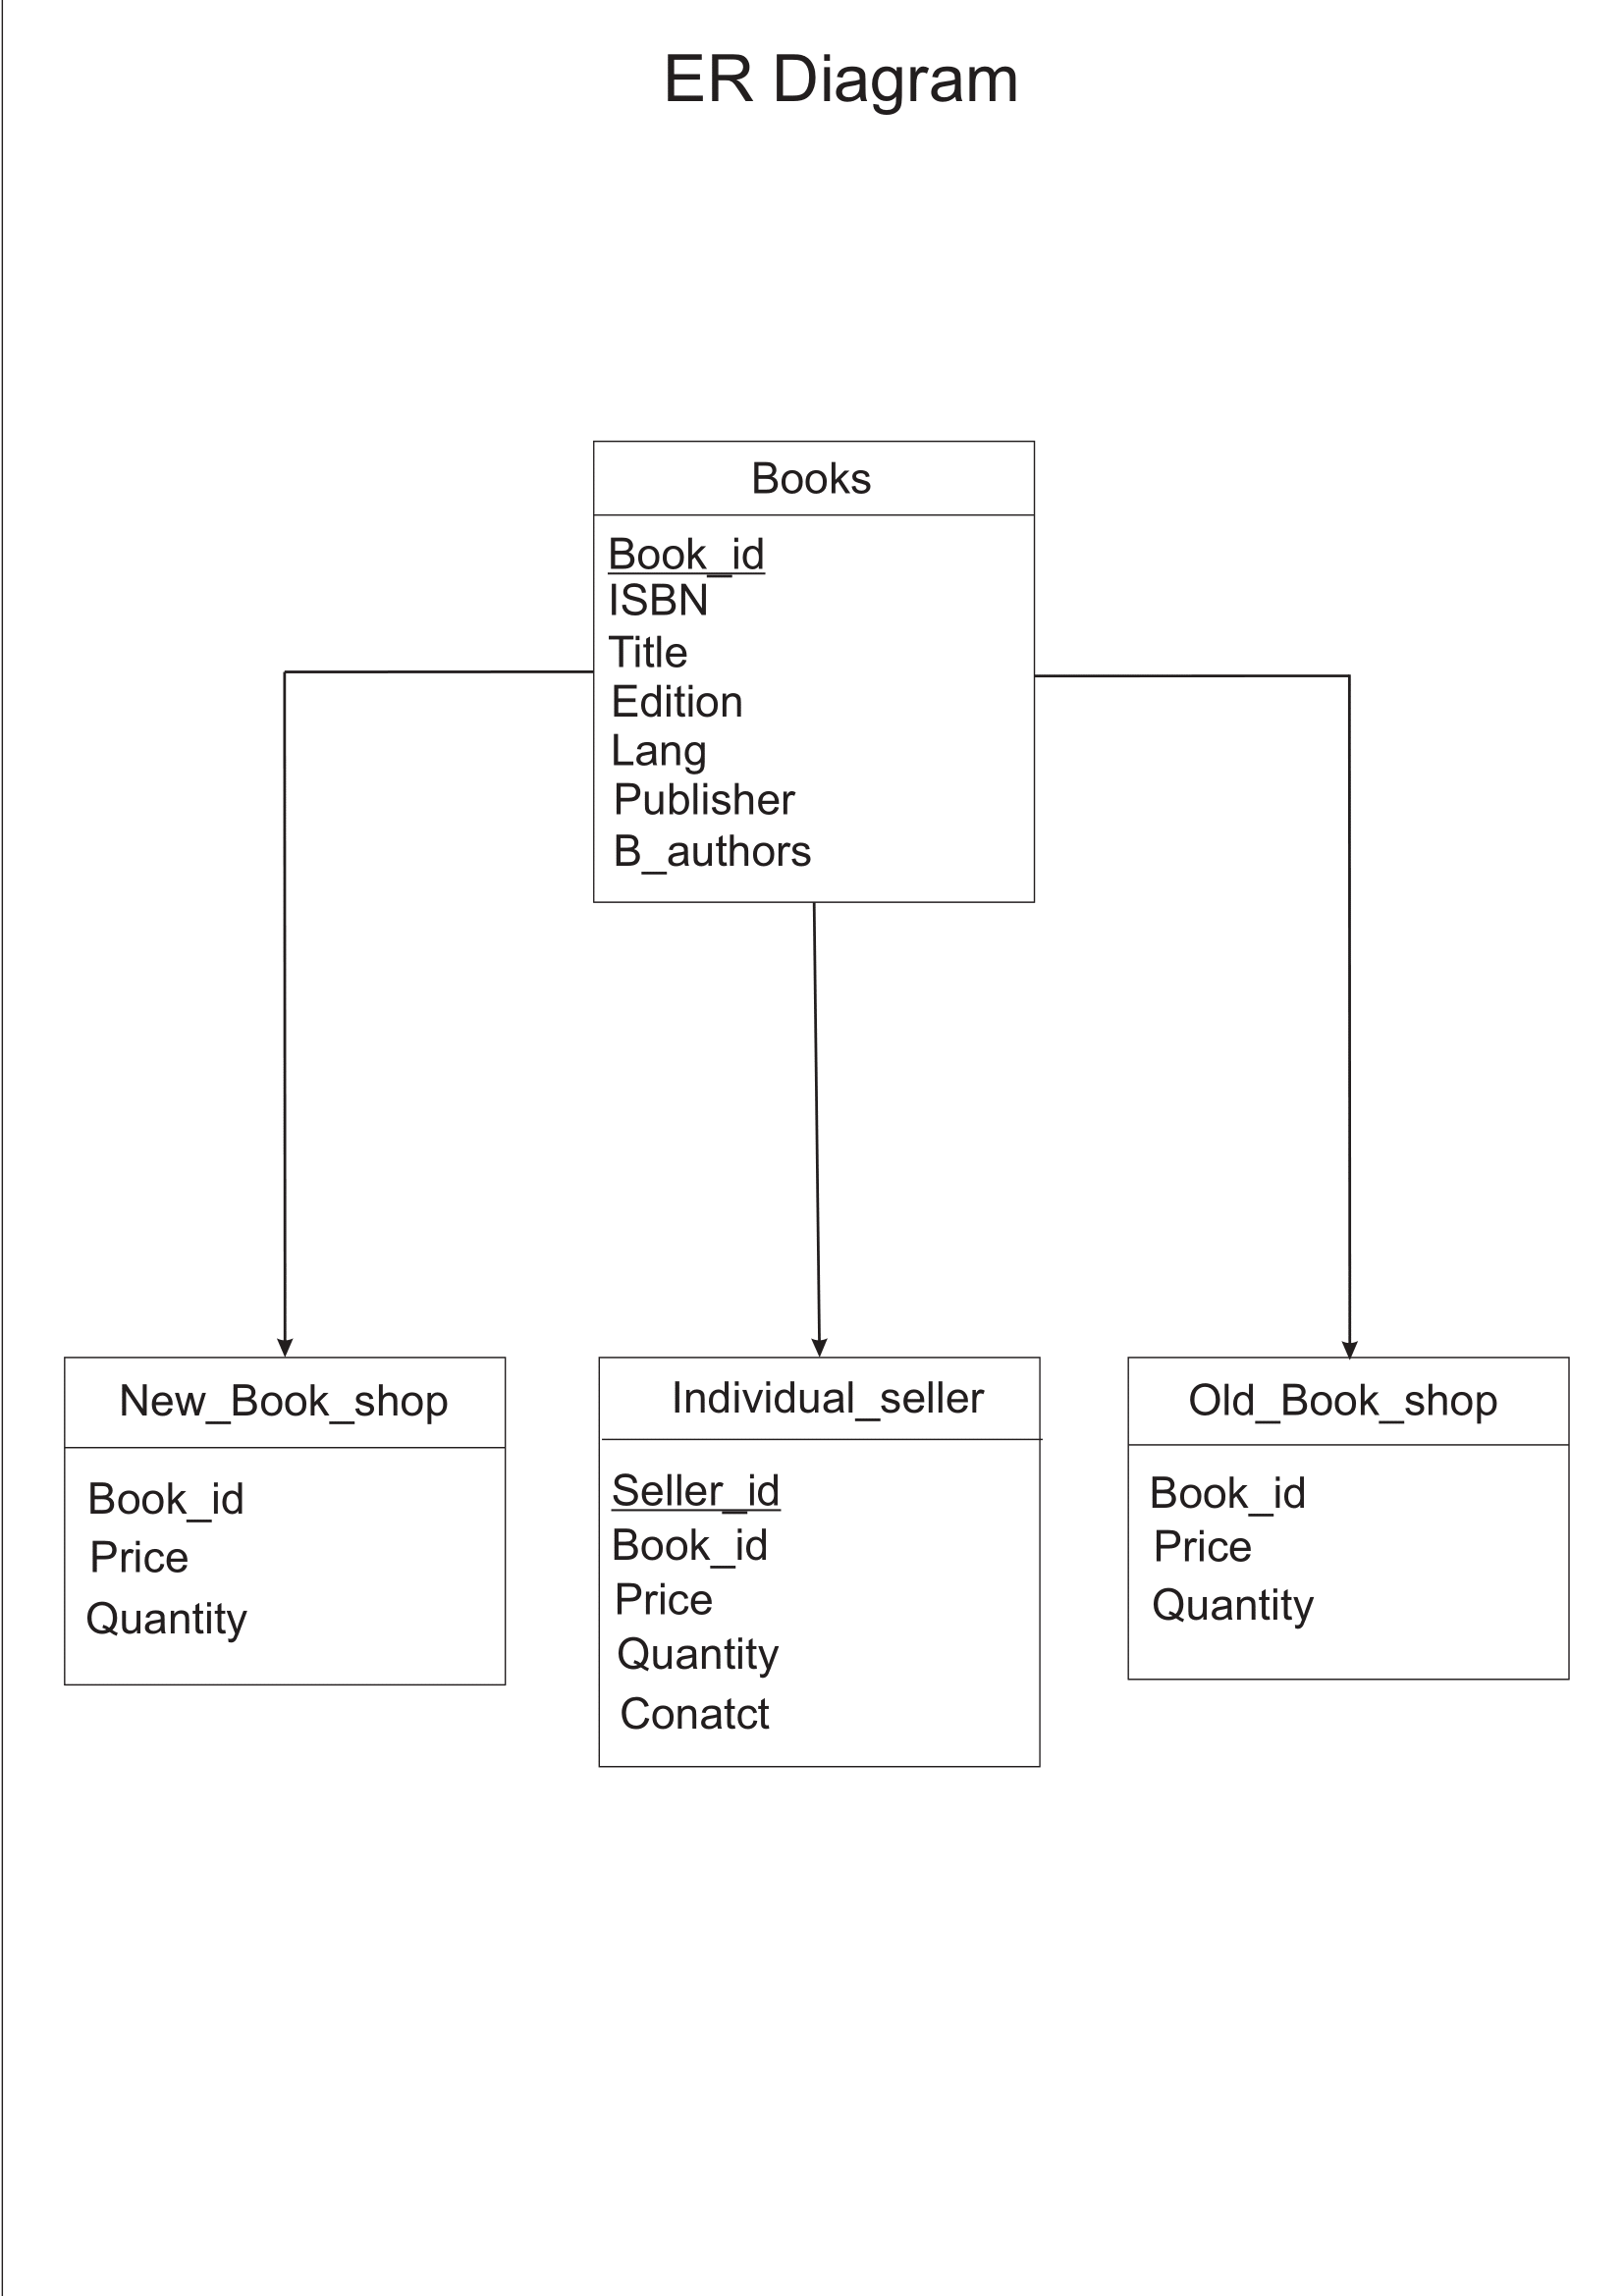 ER Diagram
Books
Book_id
ISBN
Title
Edition
Lang
Publisher
B_authors
New_Book_shop
Book_id
Price
Quantity
Individual_seller
Seller_id
Book_id
Price
Quantity
Conatct
Old_Book_shop
Book_id
Price
Quantity